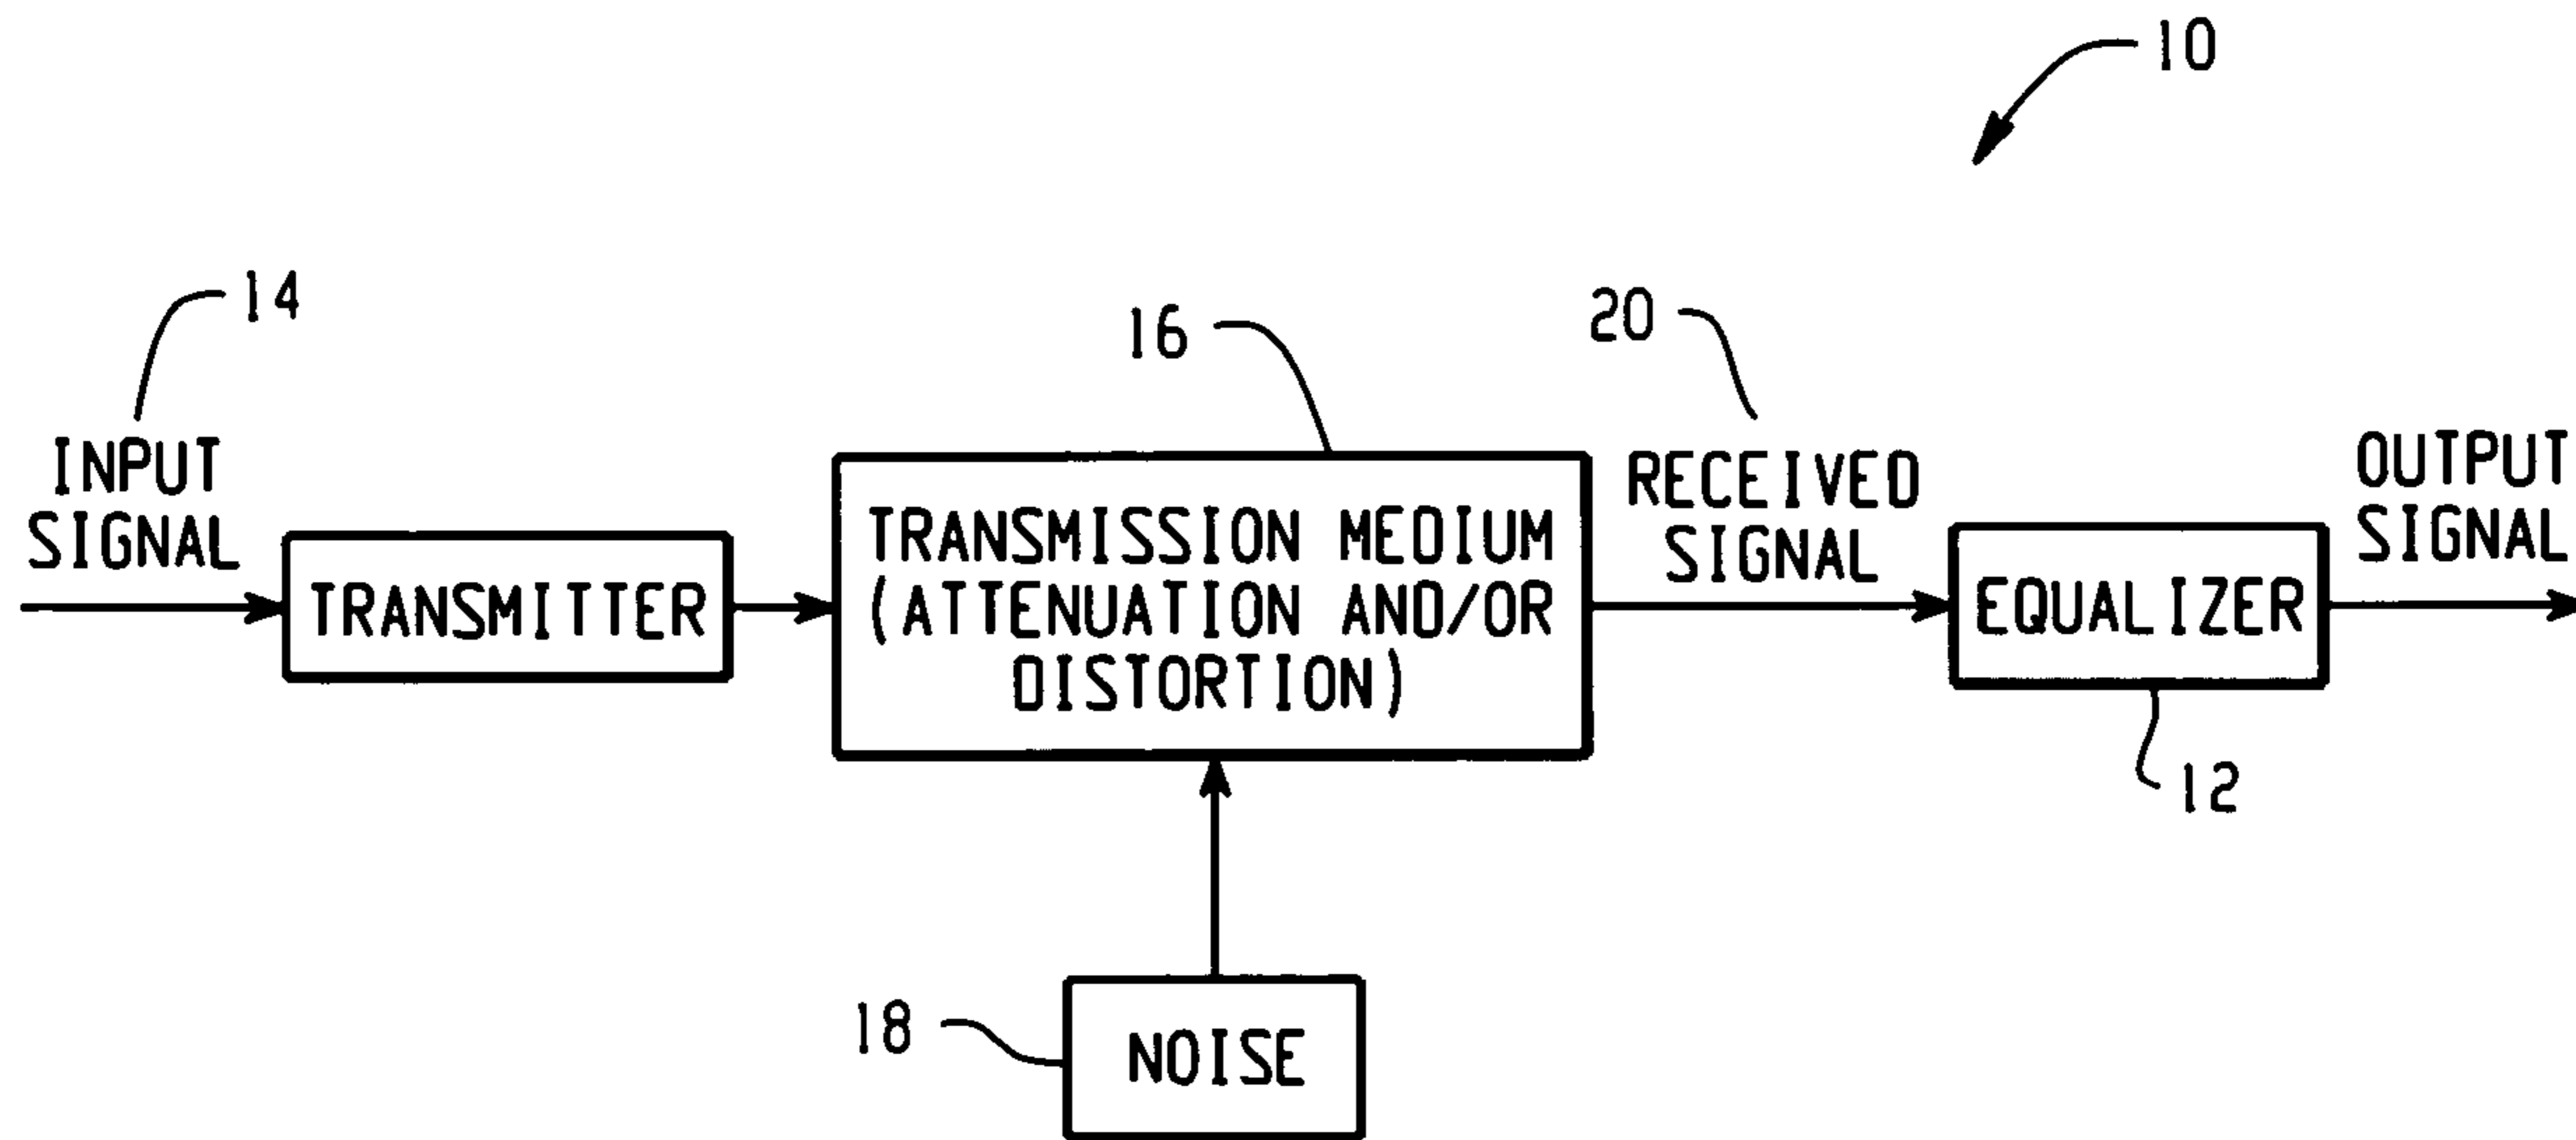 10
14
INPUT
SIGNAL
TRANSMITTER
16
TRANSMISSION MEDIUM
(ATTENUATION AND/OR
DISTORTION)
20
RECEIVED
SIGNAL
EQUALIZER
12
OUTPUT
SIGNAL
18
NOISE